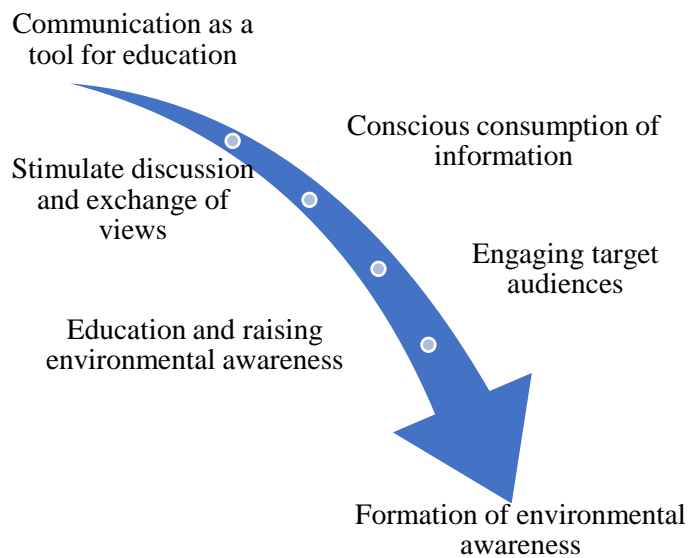 Communication as a
tool for education
Conscious consumption of
information
Stimulate discussion
and exchange of
views
Engaging target
audiences
Education and raising
environmental awareness
Formation of environmental
awareness